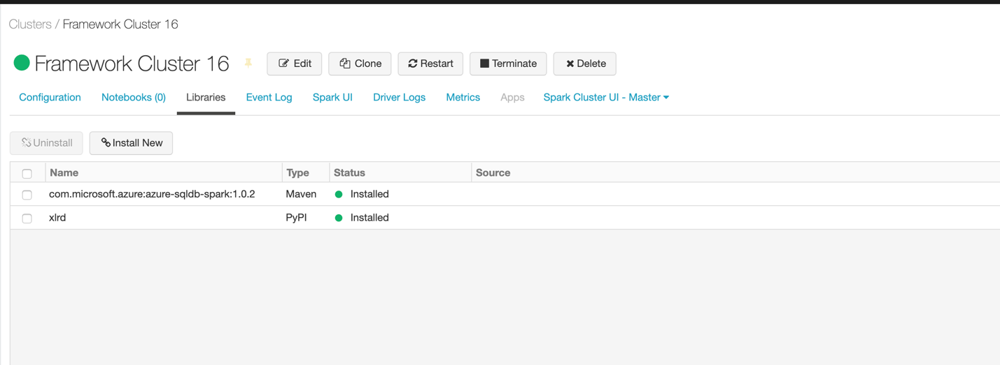 Clusters / Framework Cluster 16
Framework Cluster 16 Edit Clone Restart Terminate Delete
Configuration Notebooks (0) Libraries Event Log Spark UI Driver Logs Metrics Apps Spark Cluster UI - Master
Uninstall Install New
Name Type Status Source
com.microsoft.azure:azure-sqldb-spark:1.0.2 Maven Installed
xlrd PyPI Installed